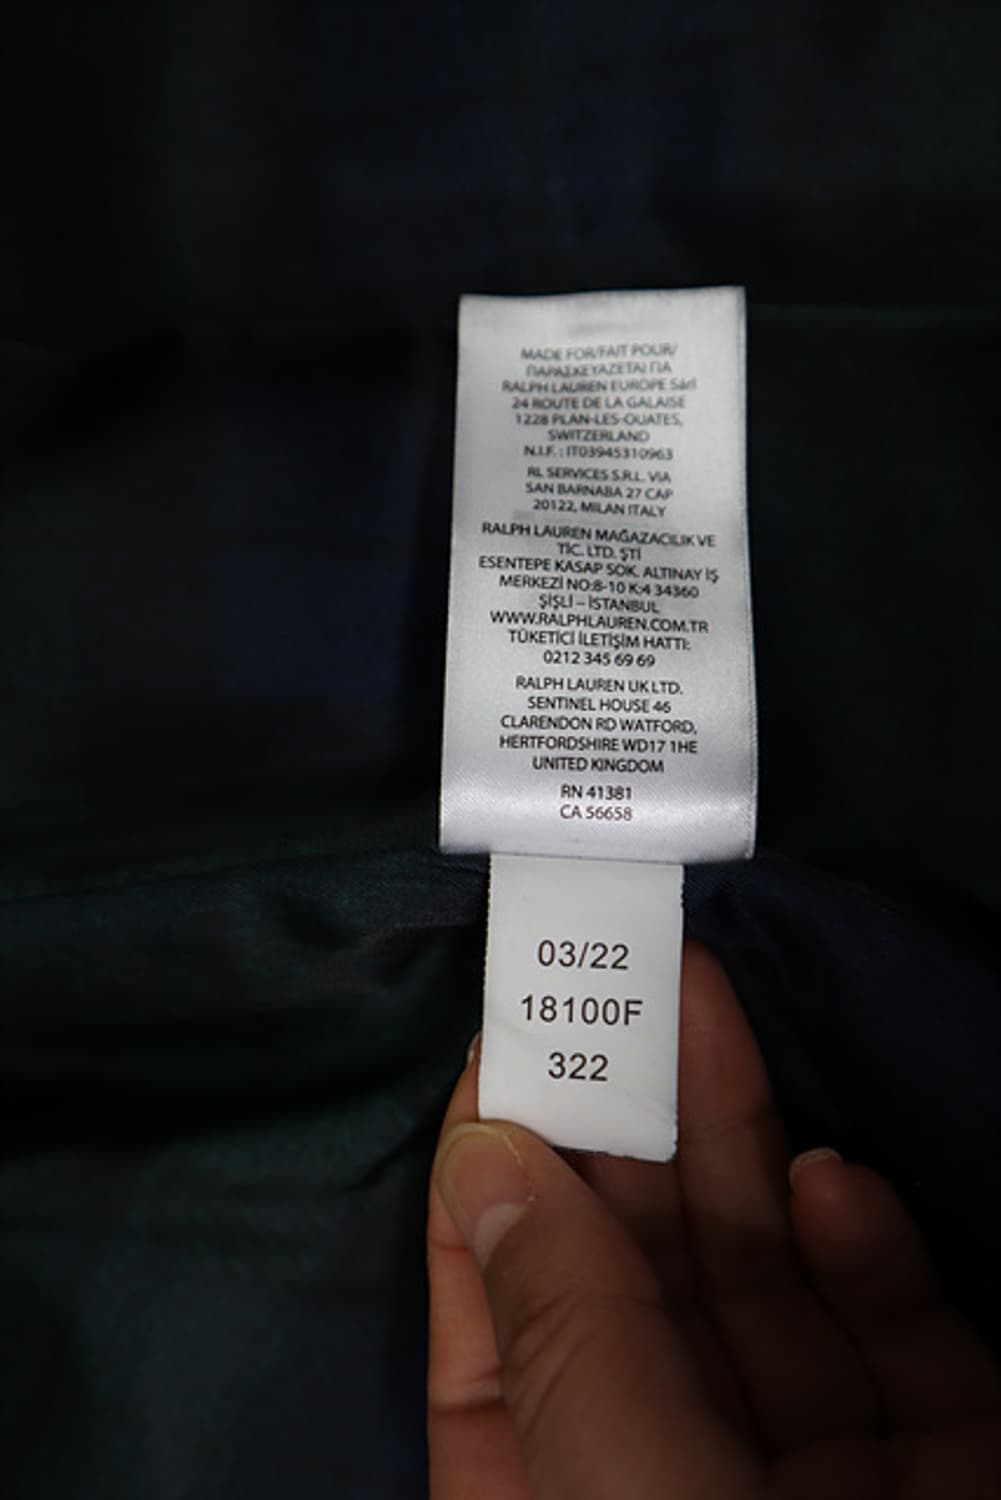 MADE FOR/FAIT POUR/
ΠΑΡΑΣΚΕΥΑΖΕΤΑΙ ΓΙΑ
RALPH LAUREN EUROPE Sàrl
24 ROUTE DE LA GALAISE
1228 PLAN-LES-OUATES,
SWITZERLAND
N.I.F. : IT03945310963
RL SERVICES S.R.L. VIA
SAN BARNABA 27 CAP
20122, MILAN ITALY
RALPH LAUREN MAĞAZACILIK VE
TİC. LTD. ŞTİ
ESENTEPE KASAP SOK. ALTINAY İŞ
MERKEZİ NO:8-10 K:4 34360
ŞİŞLİ – İSTANBUL
WWW.RALPHLAUREN.COM.TR
TÜKETİCİ İLETİŞİM HATTI:
0212 345 69 69
RALPH LAUREN UK LTD.
SENTINEL HOUSE 46
CLARENDON RD WATFORD,
HERTFORDSHIRE WD17 1HE
UNITED KINGDOM
RN 41381
CA 56658
03/22
18100F
322